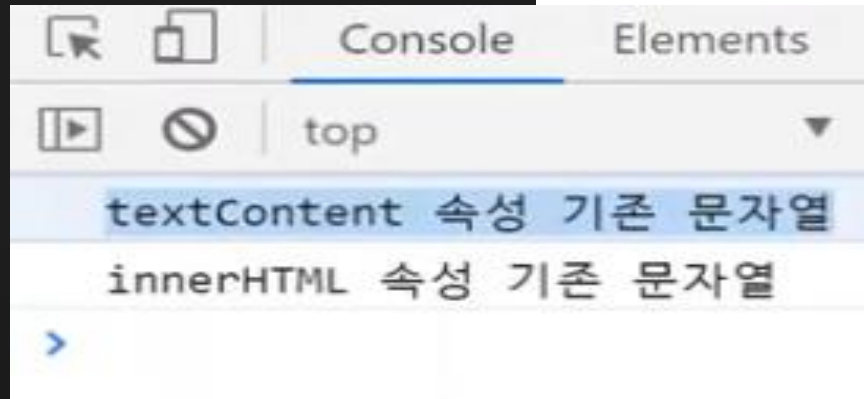 Console Elements
top
textContent 속성 기존 문자열
innerHTML 속성 기존 문자열